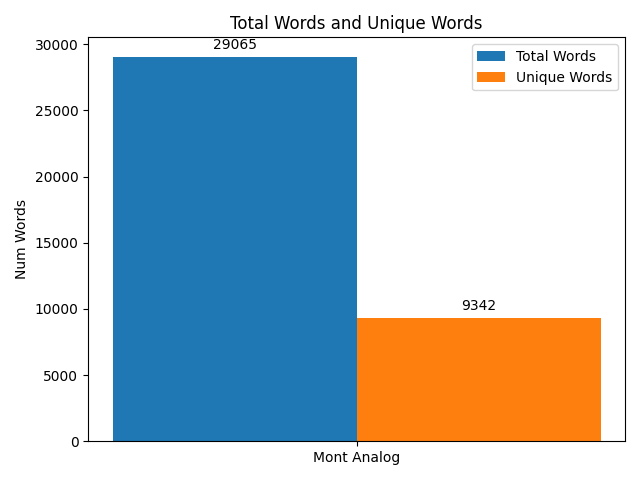 Total Words and Unique Words
29065
Total Words
Unique Words
30000
25000
20000
15000
10000
5000
0
Num Words
9342
Mont Analog